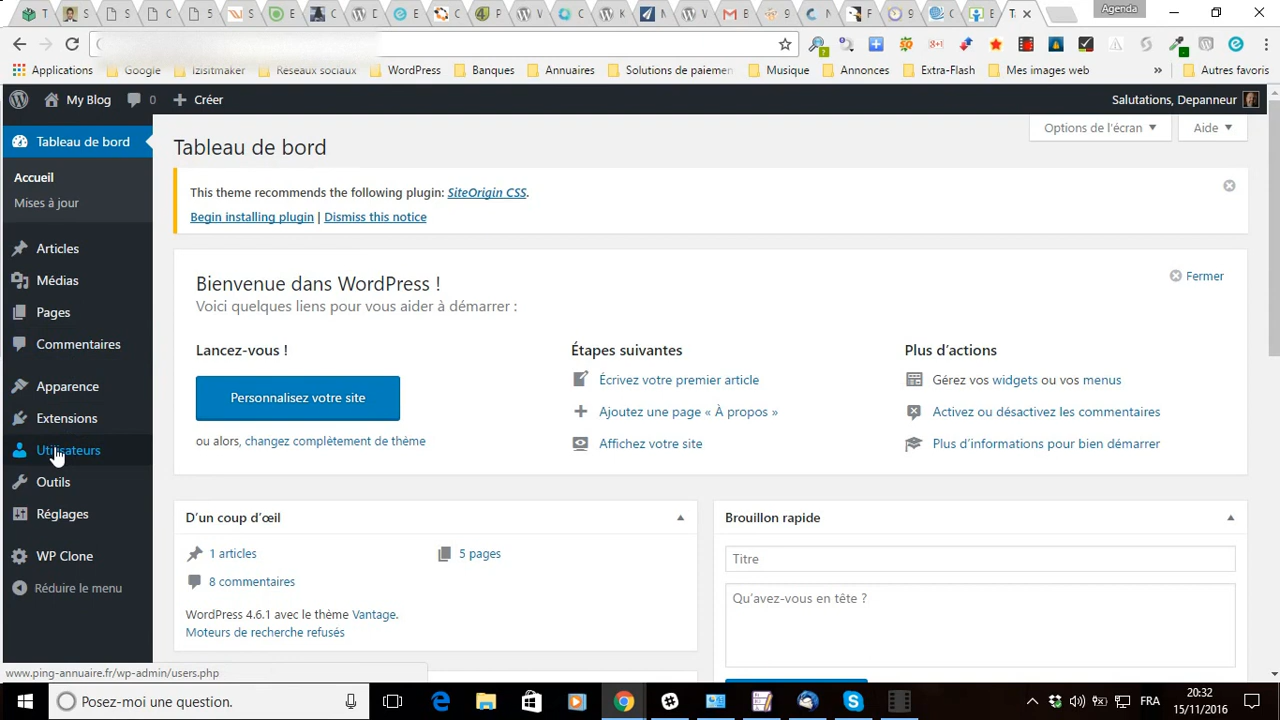 Agenda
Applications Google Izisitmaker Réseaux sociaux WordPress Banques Annuaires Solutions de paiemen Musique Annonces Extra-Flash Mes images web » Autres favoris
My Blog 0 Créer Salutations, Depanneur
Tableau de bord
Accueil
Mises à jour
Articles
Médias
Pages
Commentaires
Apparence
Extensions
Utilisateurs
Outils
Réglages
WP Clone
Réduire le menu
Options de l'écran Aide
Tableau de bord
This theme recommends the following plugin: SiteOrigin CSS.
Begin installing plugin | Dismiss this notice
Bienvenue dans WordPress !
Fermer
Voici quelques liens pour vous aider à démarrer :
Lancez-vous !
Personnalisez votre site
ou alors, changez complètement de thème
Étapes suivantes
Écrivez votre premier article
Ajoutez une page « À propos »
Affichez votre site
Plus d'actions
Gérez vos widgets ou vos menus
Activez ou désactivez les commentaires
Plus d'informations pour bien démarrer
D'un coup d'œil
1 articles 5 pages
8 commentaires
WordPress 4.6.1 avec le thème Vantage.
Moteurs de recherche refusés
Brouillon rapide
Titre
Qu'avez-vous en tête ?
www.ping-annuaire.fr/wp-admin/users.php
Posez-moi une question.
FRA
20:32
15/11/2016